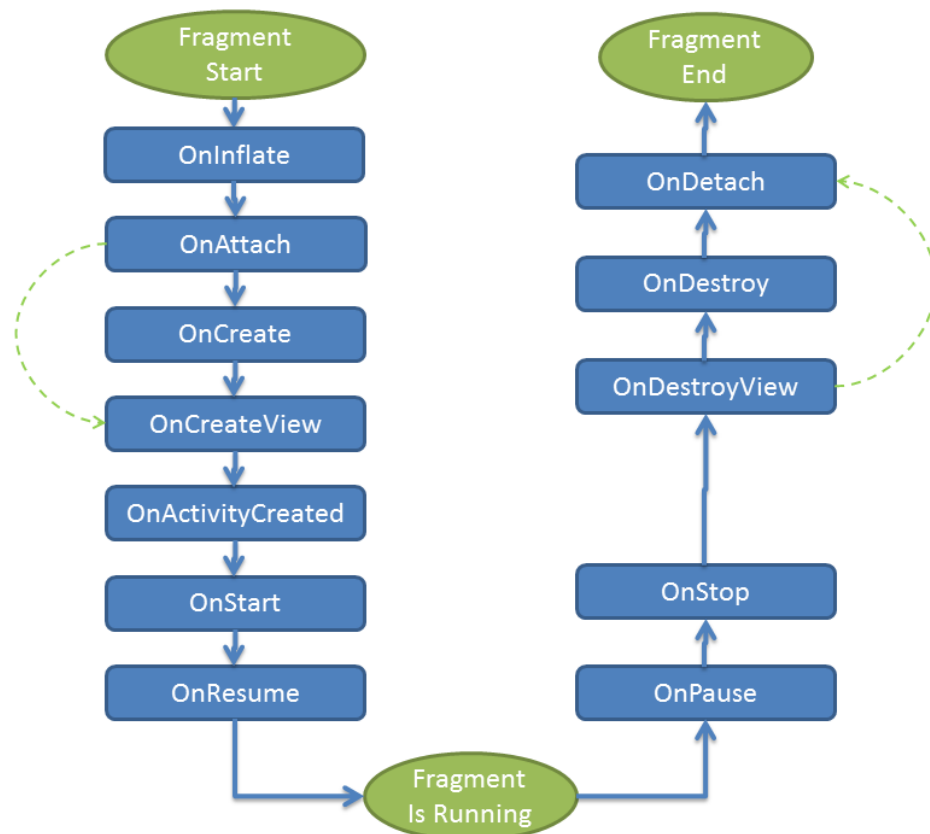 Fragment
Start
OnInflate
OnAttach
OnCreate
OnCreateView
OnActivityCreated
OnStart
OnResume
Fragment
Is Running
Fragment
End
OnDetach
OnDestroy
OnDestroyView
OnStop
OnPause